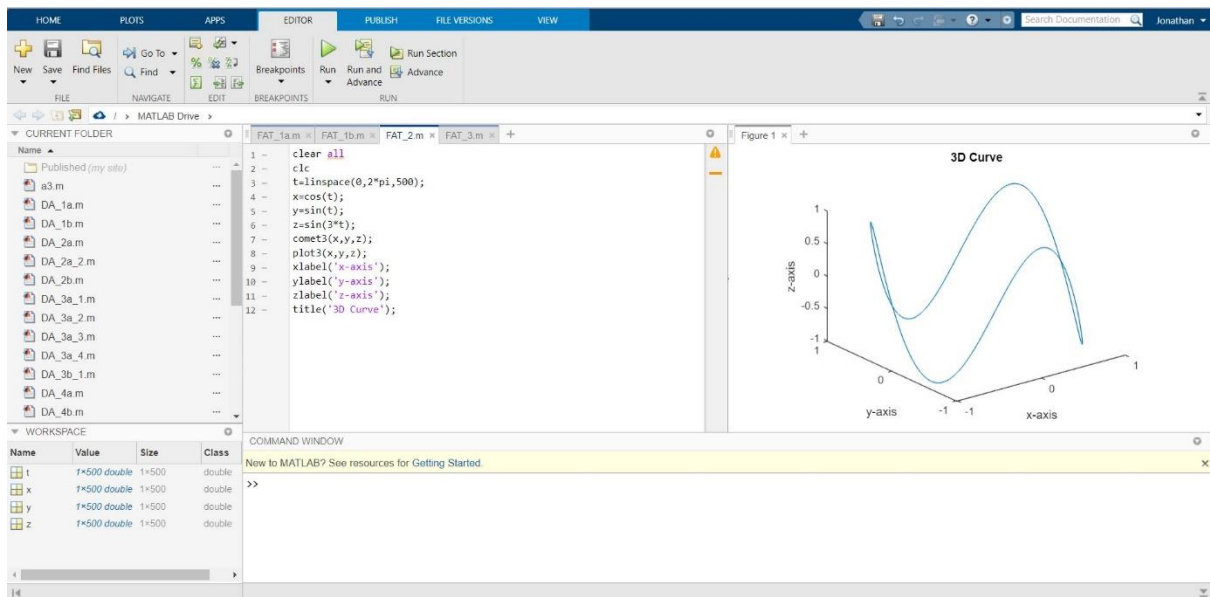 HOME PLOTS APPS EDITOR PUBLISH FILE VERSIONS VIEW Search Documentation Jonathan
New Save Find Files Go To Find Breakpoints Run Run and Advance Run Section Advance
FILE NAVIGATE EDIT BREAKPOINTS RUN
/ > MATLAB Drive >
CURRENT FOLDER
Name
Published (my site)
a3.m
DA_1a.m
DA_1b.m
DA_2a.m
DA_2a_2.m
DA_2b.m
DA_3a_1.m
DA_3a_2.m
DA_3a_3.m
DA_3a_4.m
DA_3b_1.m
DA_4a.m
DA_4b.m
WORKSPACE
Name Value Size Class
t 1×500 double 1×500 double
x 1×500 double 1×500 double
y 1×500 double 1×500 double
z 1×500 double 1×500 double
FAT_1a.m × FAT_1b.m × FAT_2.m × FAT_3.m × +
1 – clear all
2 – clc
3 – t=linspace(0,2*pi,500);
4 – x=cos(t);
5 – y=sin(t);
6 – z=sin(3*t);
7 – comet3(x,y,z);
8 – plot3(x,y,z);
9 – xlabel('x-axis');
10 – ylabel('y-axis');
11 – zlabel('z-axis');
12 – title('3D Curve');
Figure 1 × +
3D Curve
1
0.5
0
-0.5
-1
z-axis
1
0
-1
y-axis
-1
0
1
x-axis
COMMAND WINDOW
New to MATLAB? See resources for Getting Started.
>>